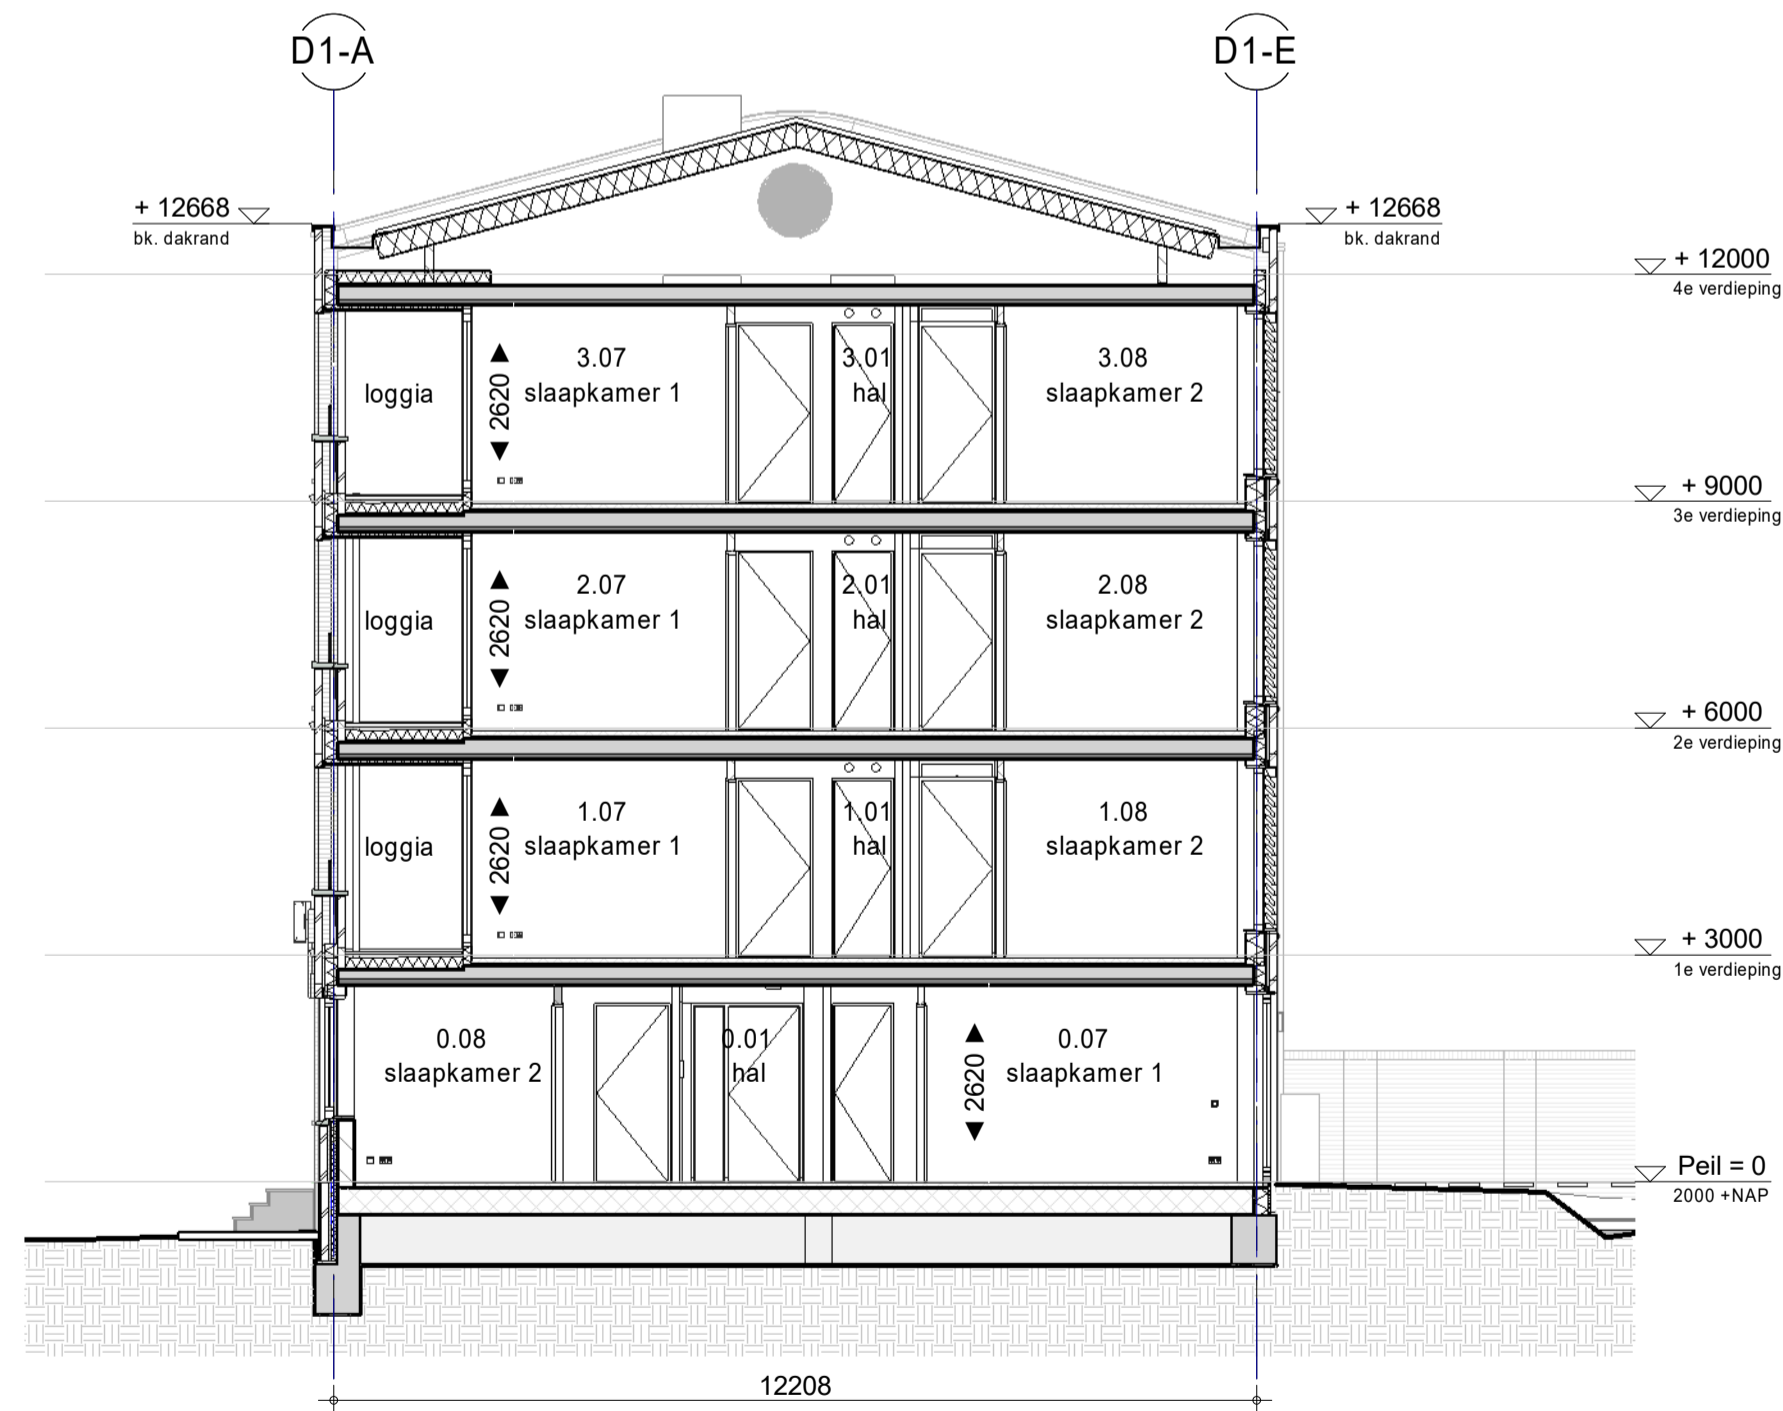 D1-A
D1-E
+ 12668
bk. dakrand
+ 12668
bk. dakrand
+ 12000
4e verdieping
loggia
2620
3.07
slaapkamer 1
3.01
hal
3.08
slaapkamer 2
+ 9000
3e verdieping
loggia
2620
2.07
slaapkamer 1
2.01
hal
2.08
slaapkamer 2
+ 6000
2e verdieping
loggia
2620
1.07
slaapkamer 1
1.01
hal
1.08
slaapkamer 2
+ 3000
1e verdieping
0.08
slaapkamer 2
0.01
hal
2620
0.07
slaapkamer 1
Peil = 0
2000 +NAP
12208